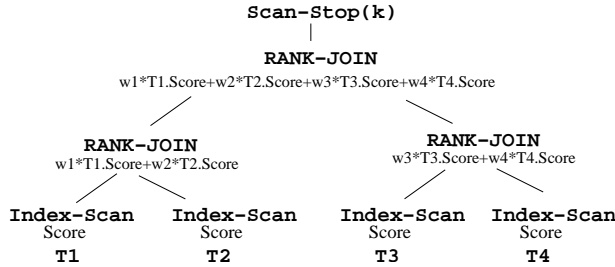 Scan-Stop(k)
RANK-JOIN
w1*T1.Score+w2*T2.Score+w3*T3.Score+w4*T4.Score
RANK-JOIN
w1*T1.Score+w2*T2.Score
RANK-JOIN
w3*T3.Score+w4*T4.Score
Index-Scan Index-Scan Index-Scan Index-Scan
Score Score Score Score
T1 T2 T3 T4